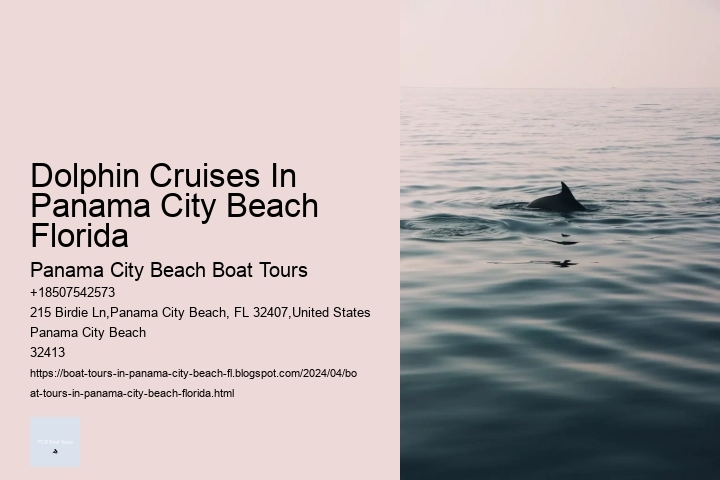 Dolphin Cruises In
Panama City Beach
Florida
Panama City Beach Boat Tours
+18507542573
215 Birdie Ln,Panama City Beach, FL 32407,United States
Panama City Beach
32413
https://boat-tours-in-panama-city-beach-fl.blogspot.com/2024/04/bo
at-tours-in-panama-city-beach-florida.html